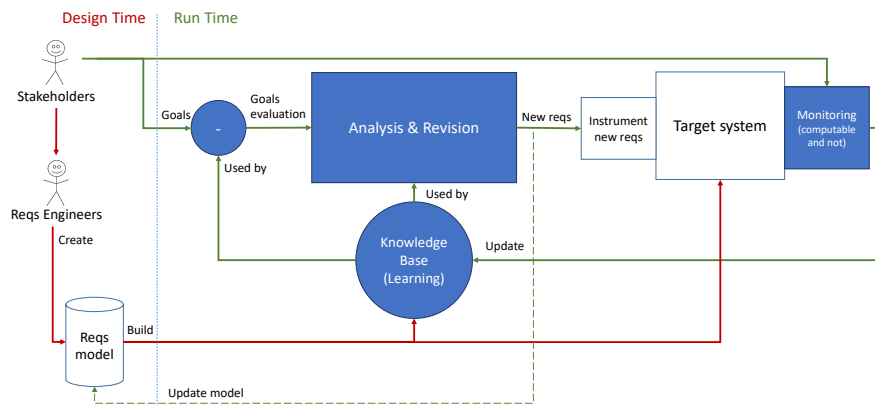 Design Time
Run Time
Stakeholders
Goals
-
Goals
evaluation
Analysis & Revision
New reqs
Instrument
new reqs
Target system
Monitoring
(computable
and not)
Used by
Used by
Reqs Engineers
Create
Knowledge
Base
(Learning)
Update
Reqs
model
Build
Update model